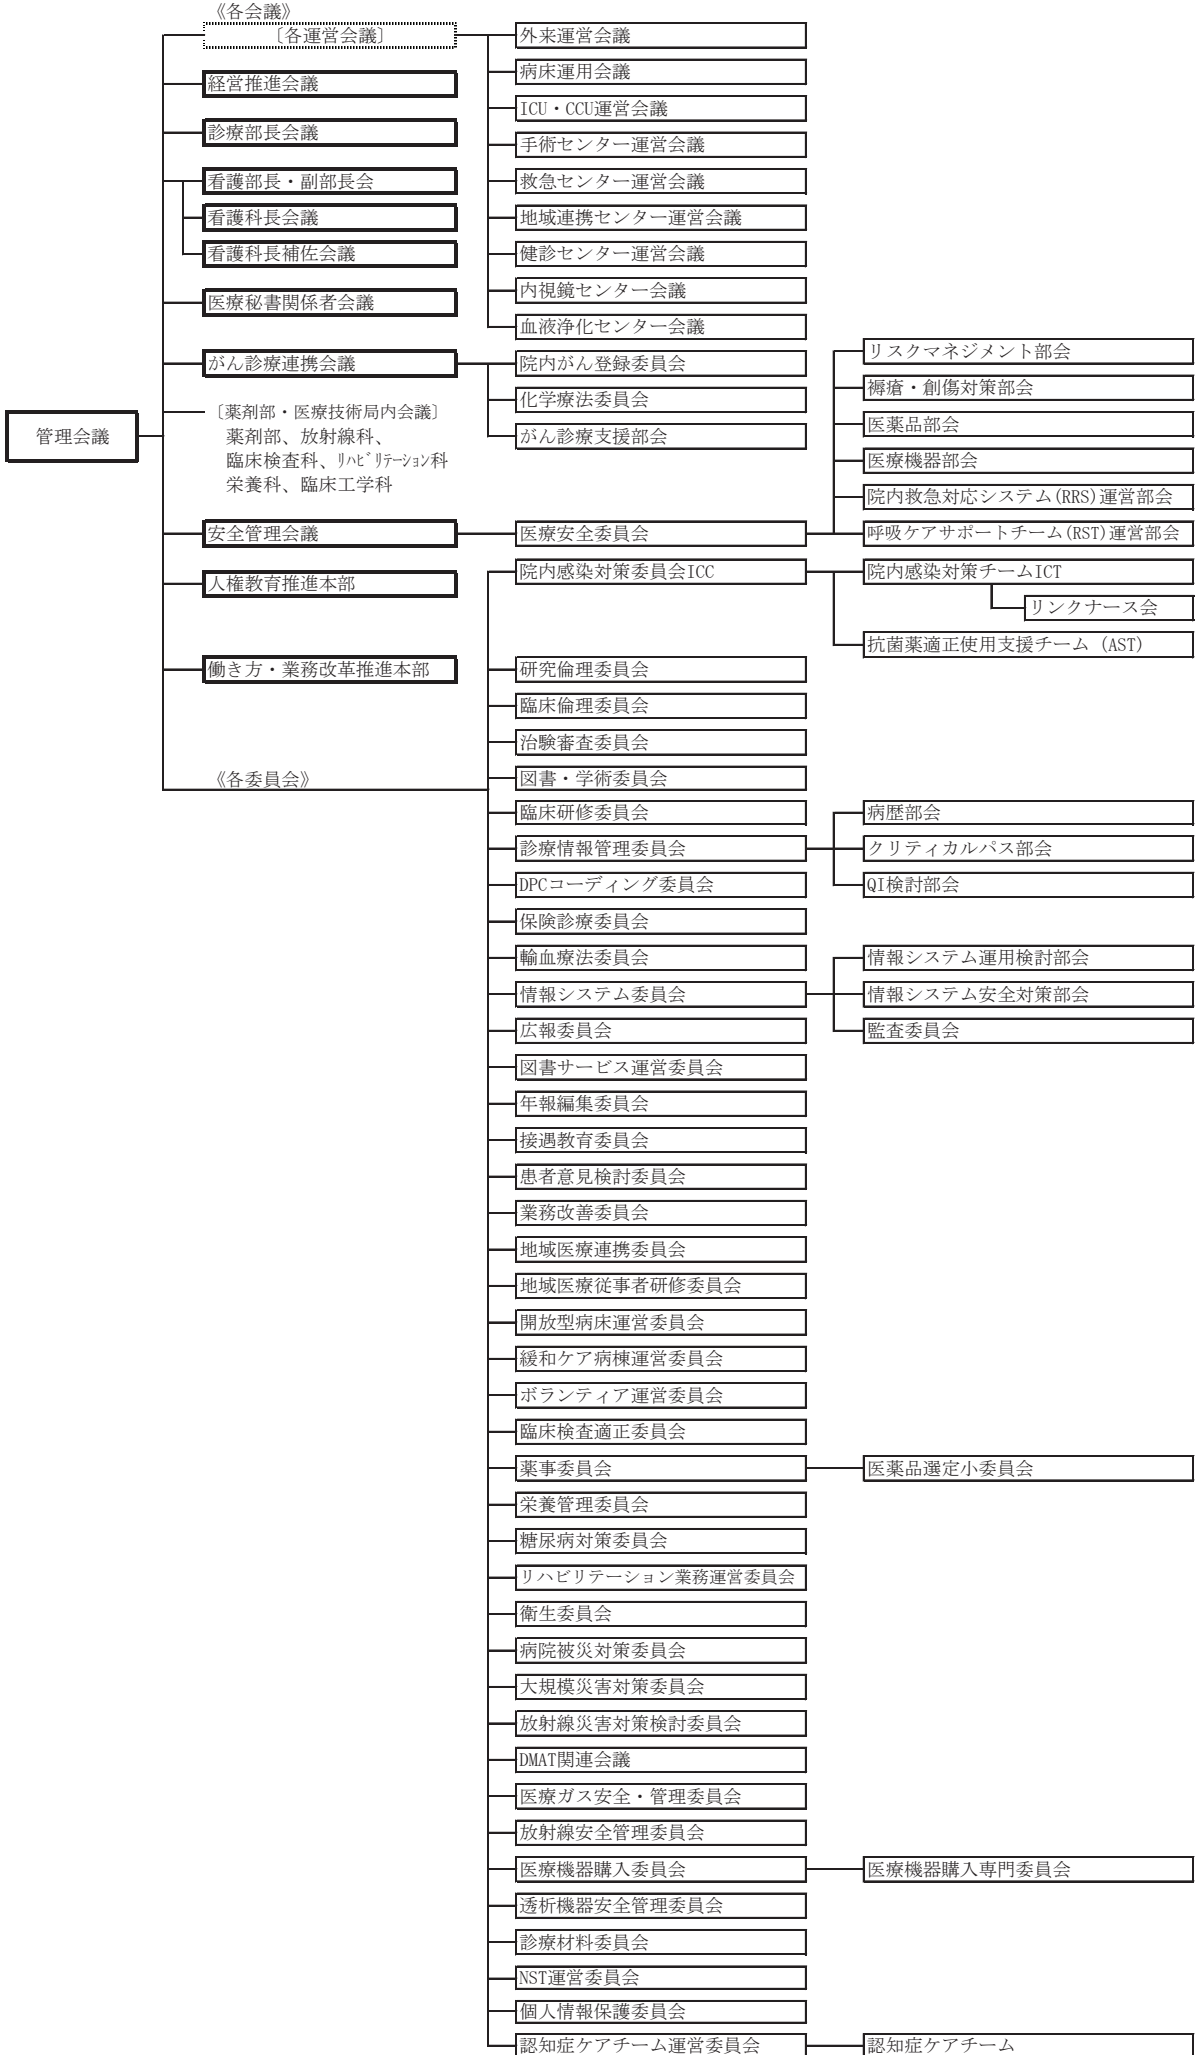 《各会議》
〔各運営会議〕
経営推進会議
診療部長会議
看護部長・副部長会
看護科長会議
看護科長補佐会議
医療秘書関係者会議
がん診療連携会議
〔薬剤部・医療技術局内会議〕
薬剤部、放射線科、
臨床検査科、ﾘﾊﾋﾞﾘﾃｰｼｮﾝ科
栄養科、臨床工学科
管理会議
安全管理会議
人権教育推進本部
働き方・業務改革推進本部
《各委員会》
外来運営会議
病床運用会議
ICU・CCU運営会議
手術センター運営会議
救急センター運営会議
地域連携センター運営会議
健診センター運営会議
内視鏡センター会議
血液浄化センター会議
院内がん登録委員会
化学療法委員会
がん診療支援部会
医療安全委員会
リスクマネジメント部会
褥瘡・創傷対策部会
医薬品部会
医療機器部会
院内救急対応システム(RRS)運営部会
呼吸ケアサポートチーム(RST)運営部会
院内感染対策委員会ICC
院内感染対策チームICT
リンクナース会
抗菌薬適正使用支援チーム（AST）
研究倫理委員会
臨床倫理委員会
治験審査委員会
図書・学術委員会
臨床研修委員会
診療情報管理委員会
病歴部会
クリティカルパス部会
QI検討部会
DPCコーディング委員会
保険診療委員会
輸血療法委員会
情報システム委員会
情報システム運用検討部会
情報システム安全対策部会
監査委員会
広報委員会
図書サービス運営委員会
年報編集委員会
接遇教育委員会
患者意見検討委員会
業務改善委員会
地域医療連携委員会
地域医療従事者研修委員会
開放型病床運営委員会
緩和ケア病棟運営委員会
ボランティア運営委員会
臨床検査適正委員会
薬事委員会
医薬品選定小委員会
栄養管理委員会
糖尿病対策委員会
リハビリテーション業務運営委員会
衛生委員会
病院被災対策委員会
大規模災害対策委員会
放射線災害対策検討委員会
DMAT関連会議
医療ガス安全・管理委員会
放射線安全管理委員会
医療機器購入委員会
医療機器購入専門委員会
透析機器安全管理委員会
診療材料委員会
NST運営委員会
個人情報保護委員会
認知症ケアチーム運営委員会
認知症ケアチーム